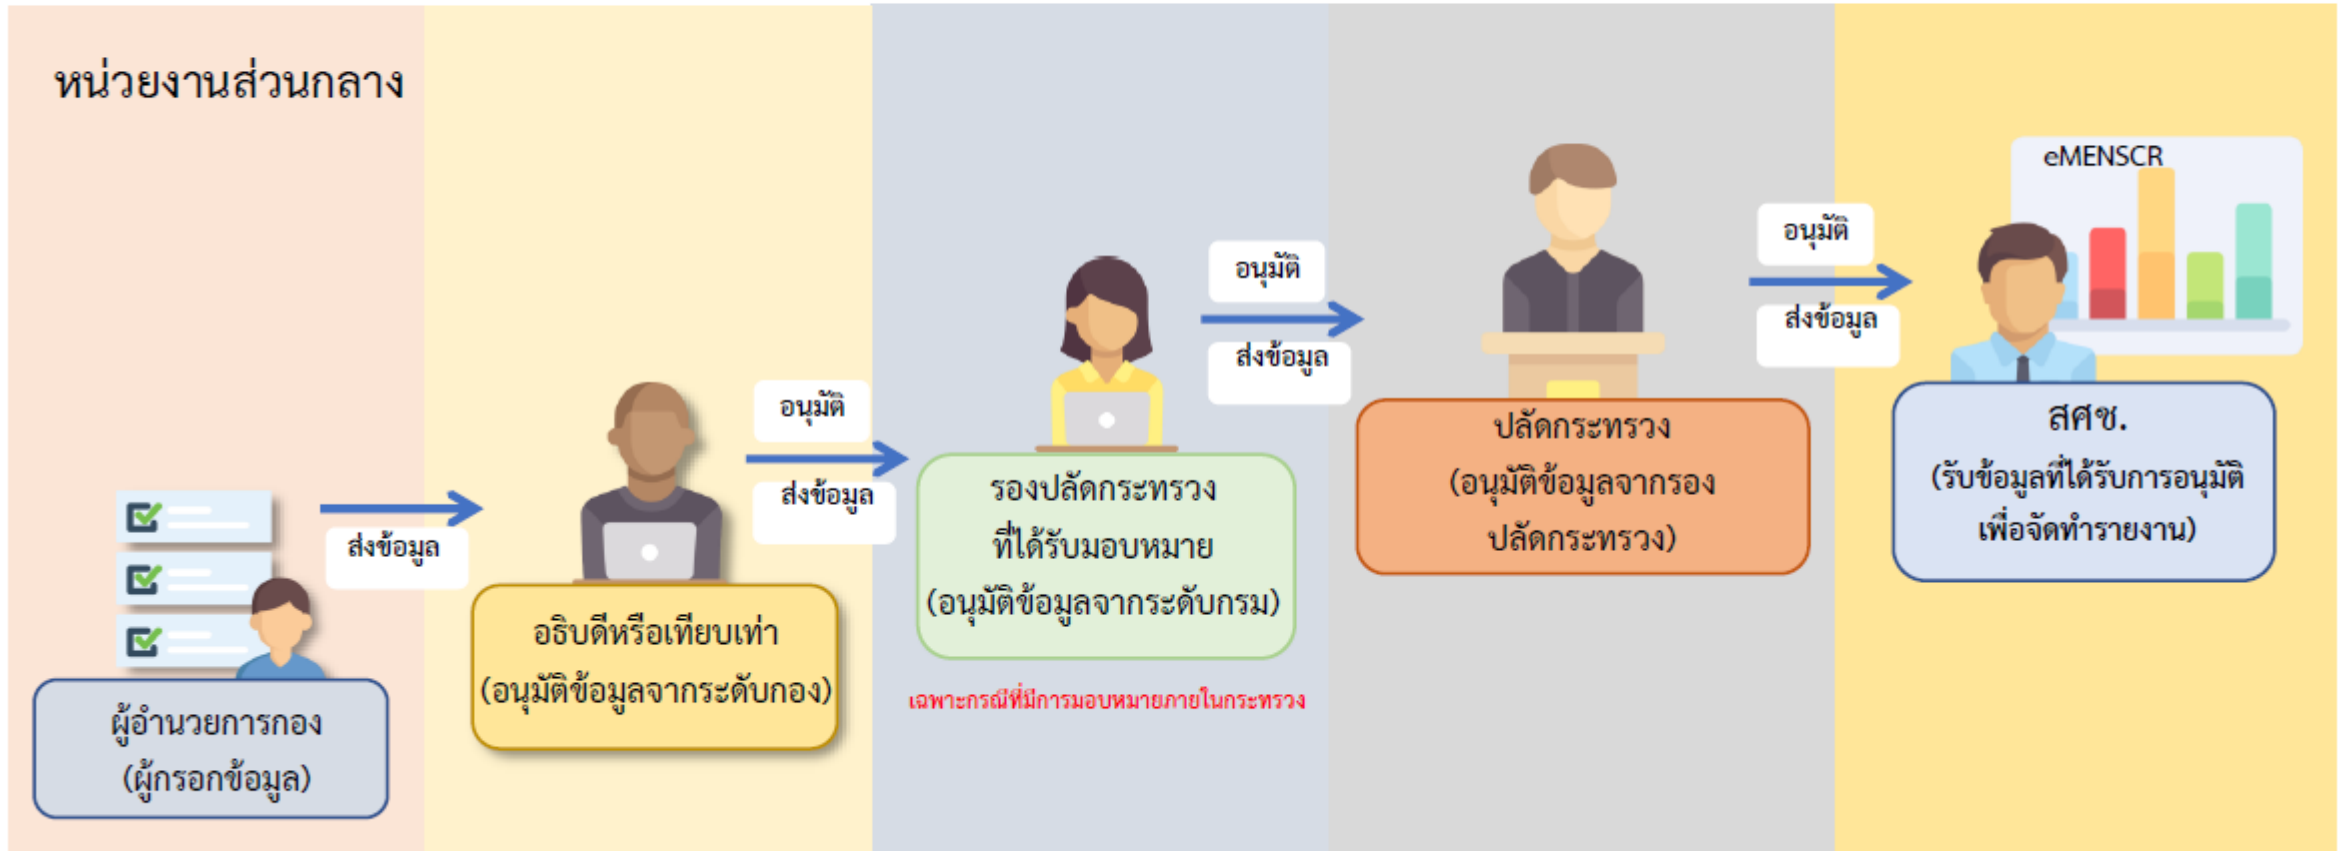 หน่วยงานส่วนกลาง
ผู้อำนวยการกอง
(ผู้กรอกข้อมูล)
ส่งข้อมูล
อธิบดีหรือเทียบเท่า
(อนุมัติข้อมูลจากระดับกอง)
อนุมัติ
ส่งข้อมูล
รองปลัดกระทรวง
ที่ได้รับมอบหมาย
(อนุมัติข้อมูลจากระดับกรม)
เฉพาะกรณีที่มีการมอบหมายภายในกระทรวง
อนุมัติ
ส่งข้อมูล
ปลัดกระทรวง
(อนุมัติข้อมูลจากรอง
ปลัดกระทรวง)
อนุมัติ
ส่งข้อมูล
eMENSCR
สศช.
(รับข้อมูลที่ได้รับการอนุมัติ
เพื่อจัดทำรายงาน)